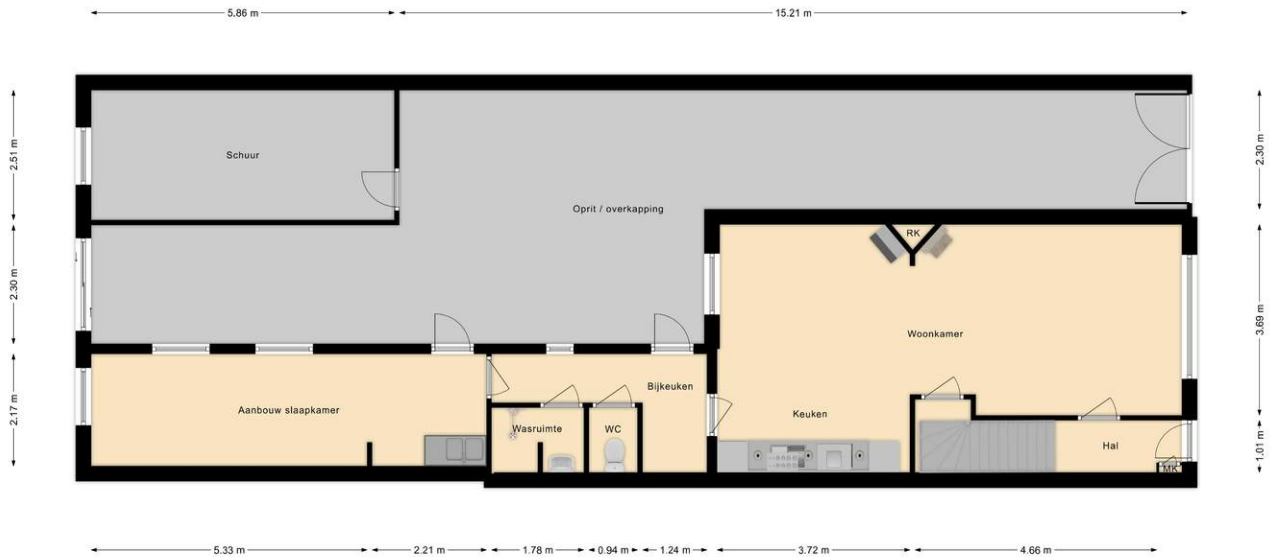 5.86 m
15.21 m
2.51 m
2.30 m
Schuur
RK
Oprit / overkapping
2.30 m
3.69 m
Woonkamer
2.17 m
Bijkeuken
Aanbouw slaapkamer
Keuken
Wasruimte
WC
Hal
1.01 m
MK
5.33 m
2.21 m
1.78 m
0.94 m
1.24 m
3.72 m
4.66 m